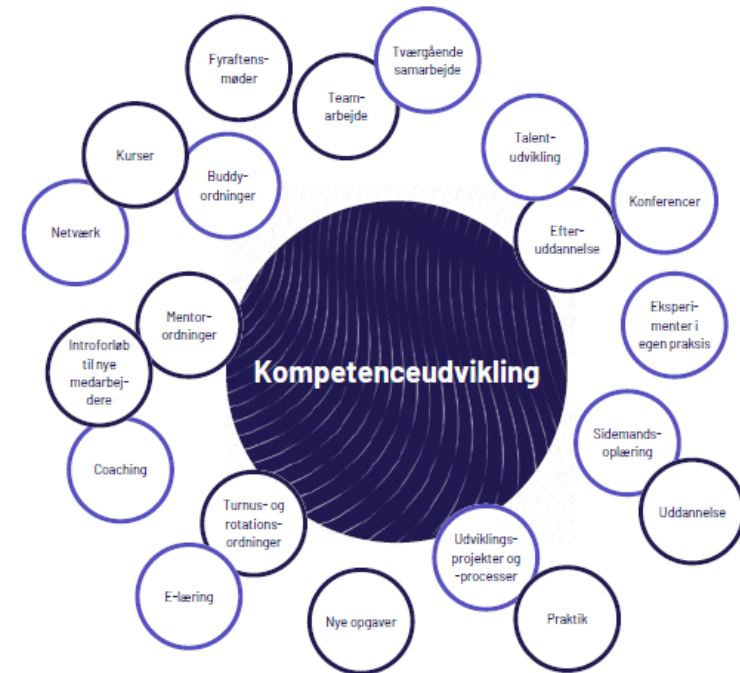 Fyraftens-
møder
Team-
arbejde
Tværgående
samarbejde
Talent-
udvikling
Konferencer
Efter-
uddannelse
Kurser
Buddy-
ordninger
Netværk
Mentor-
ordninger
Introforløb
til nye
medarbej-
dere
Kompetenceudvikling
Eksperi-
menter i
egen praksis
Sidemands-
oplæring
Uddannelse
Coaching
Turnus- og
rotations-
ordninger
E-læring
Nye opgaver
Udviklings-
projekter og
-processer
Praktik